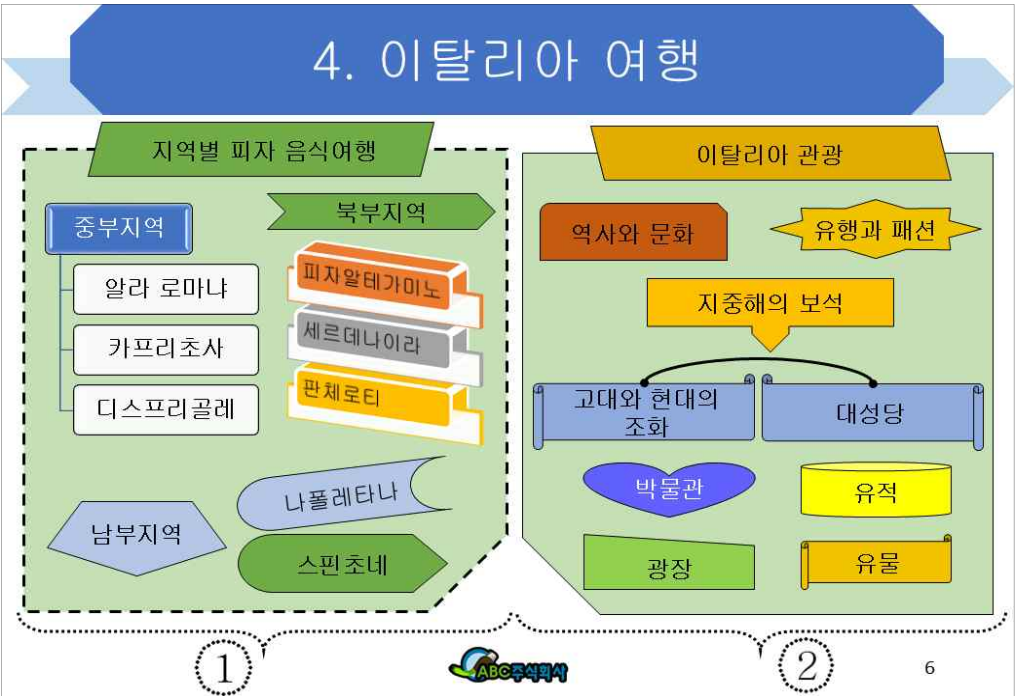 4. 이탈리아 여행
지역별 피자 음식여행
중부지역
알라 로마냐
카프리초사
디스프리골레
북부지역
피자알테가미노
세르데나이라
판체로티
남부지역
나폴레타나
스핀초네
이탈리아 관광
역사와 문화
유행과 패션
지중해의 보석
고대와 현대의
조화
대성당
박물관
유적
광장
유물
1
2
ABC주식회사
6